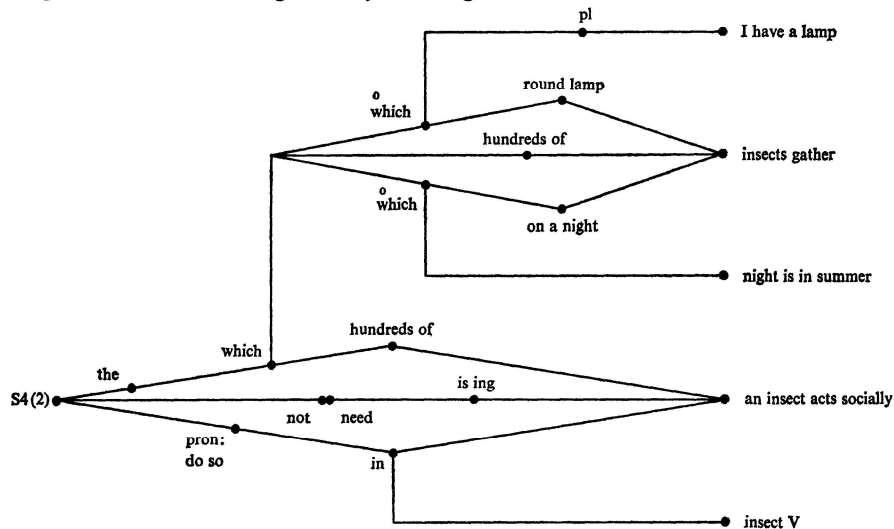 pl
I have a lamp
round lamp
o
which
hundreds of
insects gather
o
which
on a night
night is in summer
hundreds of
which
the
is ing
S4(2)
an insect acts socially
not need
pron:
do so
in
insect V